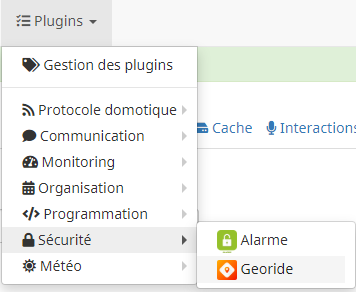 Plugins
Gestion des plugins
Protocole domotique
Communication
Cache
Interactions
Monitoring
Organisation
Programmation
Sécurité
Alarme
Météo
Georide